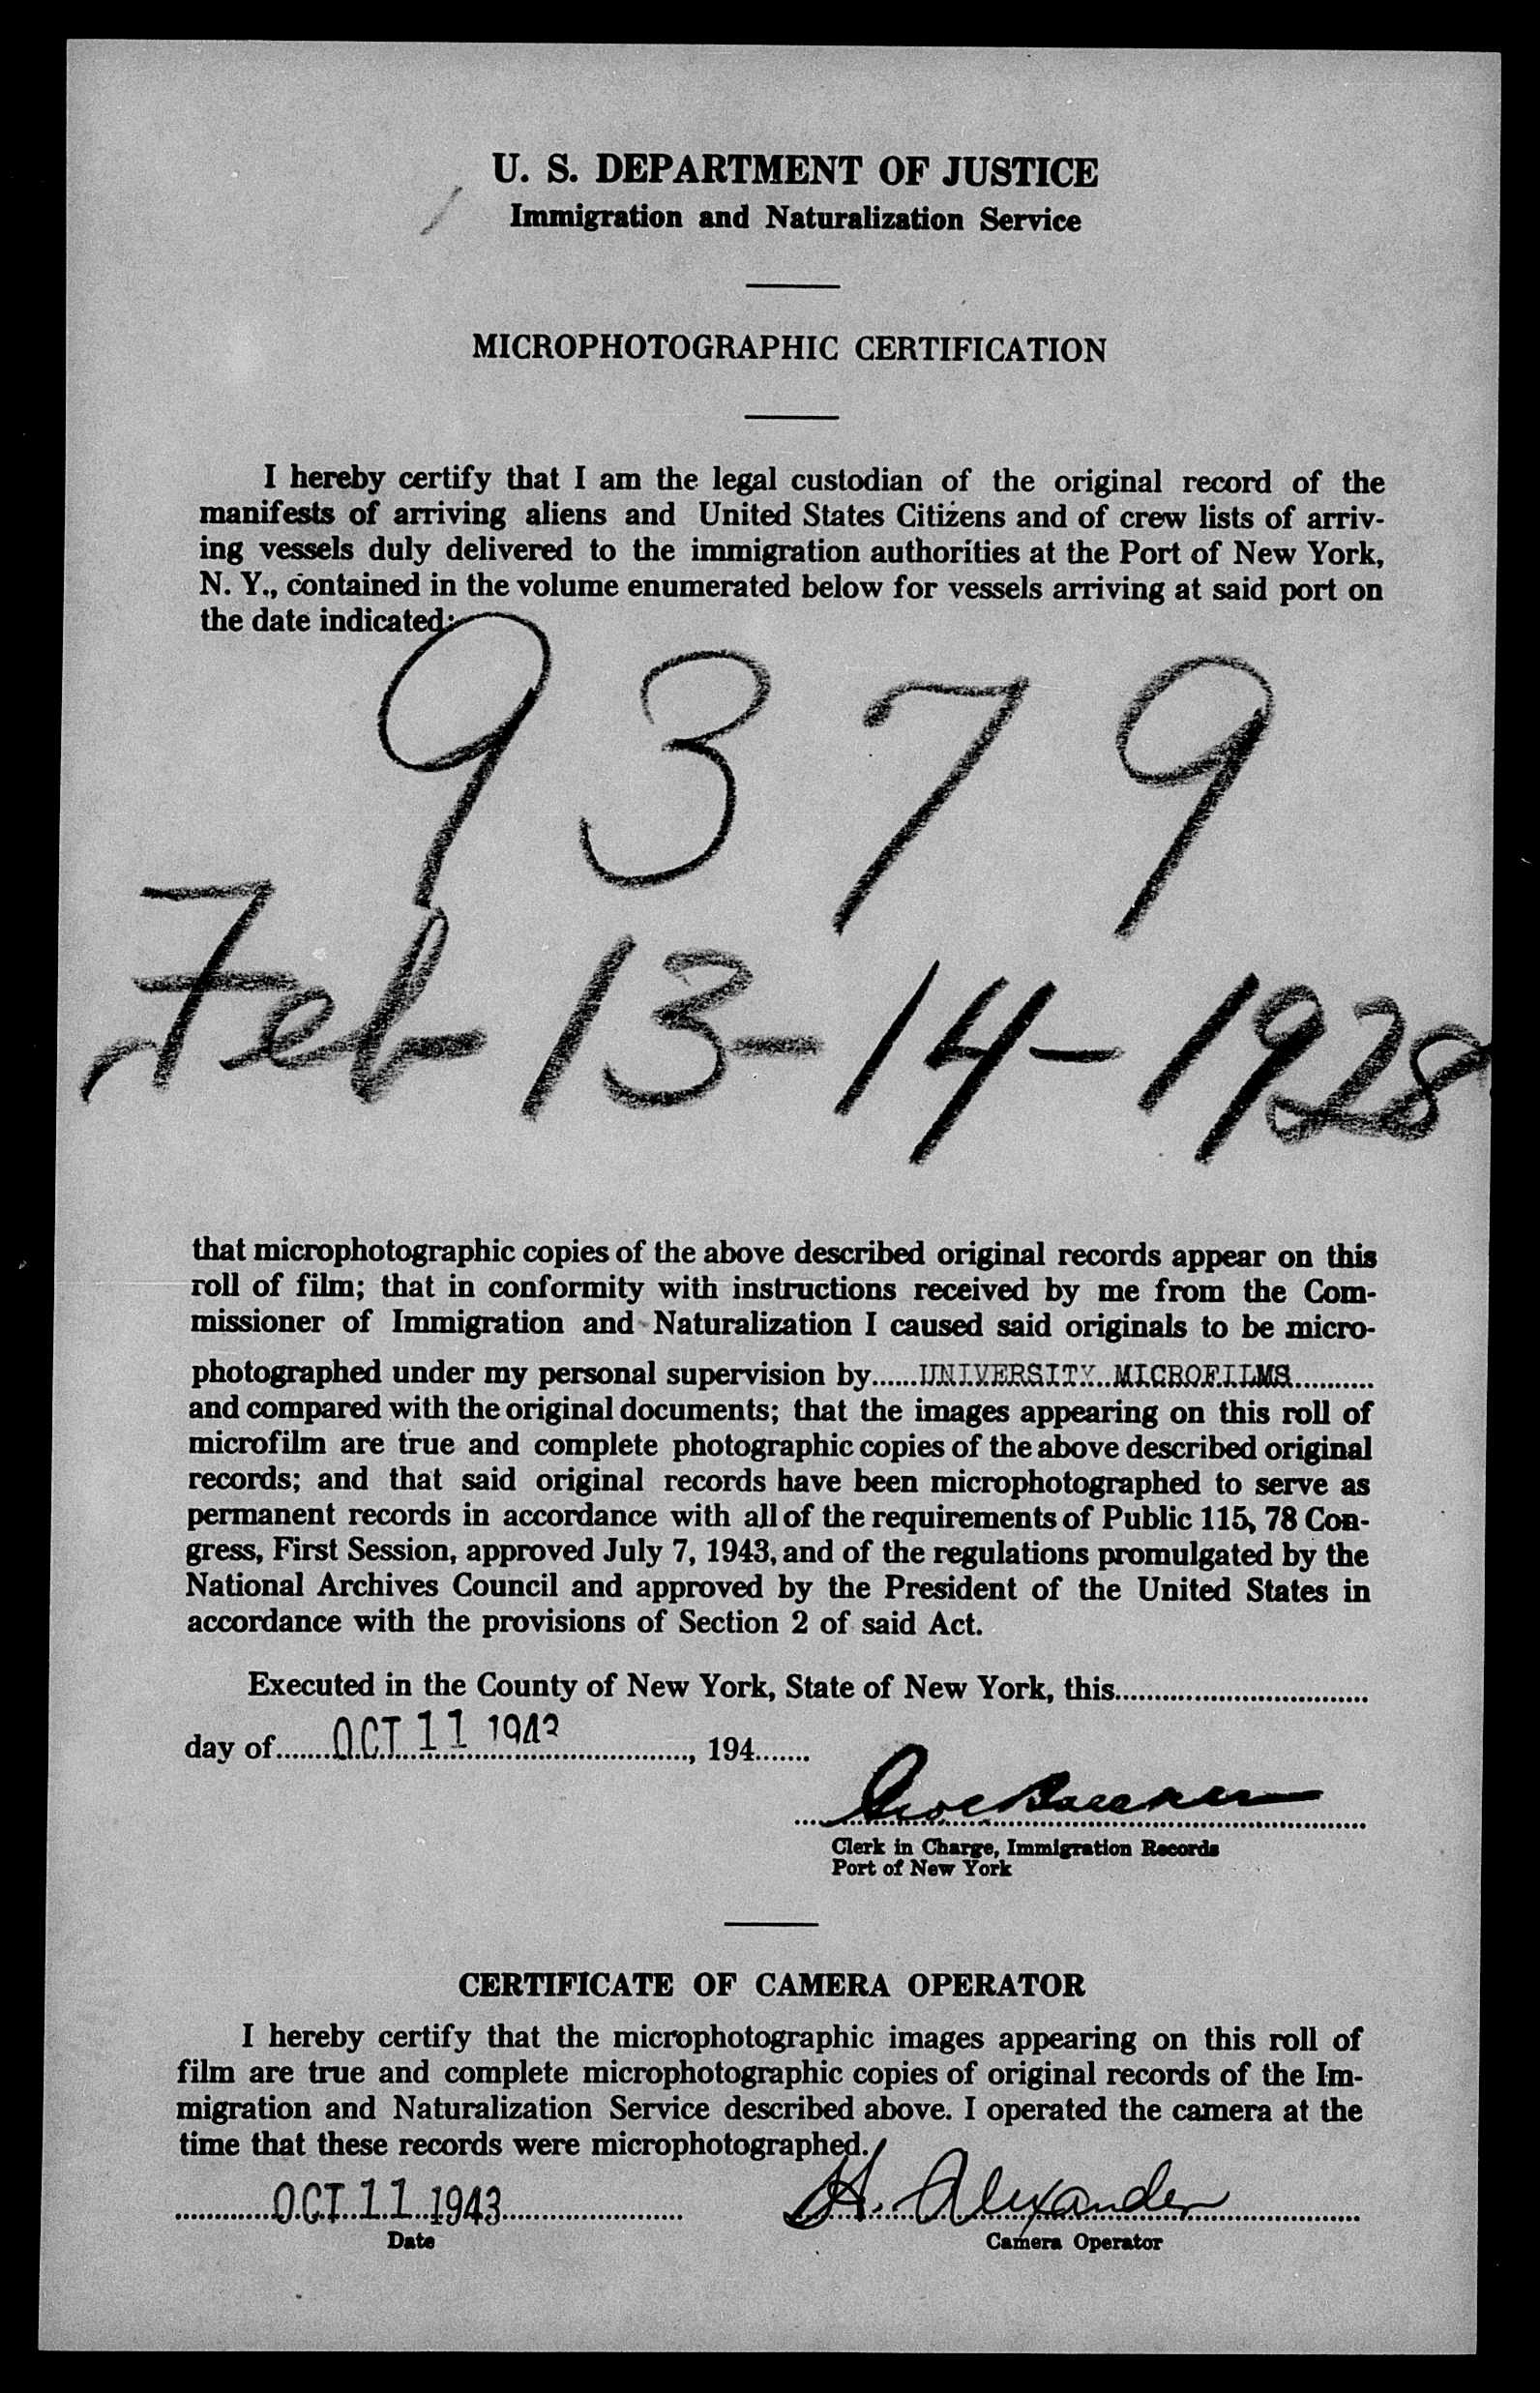 U. S. DEPARTMENT OF JUSTICE
Immigration and Naturalization Service
MICROPHOTOGRAPHIC CERTIFICATION
I hereby certify that I am the legal custodian of the original record of the
manifests of arriving aliens and United States Citizens and of crew lists of arriv-
ing vessels duly delivered to the immigration authorities at the Port of New York,
N. Y., contained in the volume enumerated below for vessels arriving at said port on
the date indicated:
9379
Feb 13-14-1928
that microphotographic copies of the above described original records appear on this
roll of film; that in conformity with instructions received by me from the Com-
missioner of Immigration and Naturalization I caused said originals to be micro-
photographed under my personal supervision by......UNIVERSITY MICROFILMS..........
and compared with the original documents; that the images appearing on this roll of
microfilm are true and complete photographic copies of the above described original
records; and that said original records have been microphotographed to serve as
permanent records in accordance with all of the requirements of Public 115, 78 Con-
gress, First Session, approved July 7, 1943, and of the regulations promulgated by the
National Archives Council and approved by the President of the United States in
accordance with the provisions of Section 2 of said Act.
Executed in the County of New York, State of New York, this................................
day of.......OCT 11 1943......................, 194.......
Clerk in Charge, Immigration Records
Port of New York
CERTIFICATE OF CAMERA OPERATOR
I hereby certify that the microphotographic images appearing on this roll of
film are true and complete microphotographic copies of original records of the Im-
migration and Naturalization Service described above. I operated the camera at the
time that these records were microphotographed.
OCT 11 1943 H. Alexander
Date Camera Operator